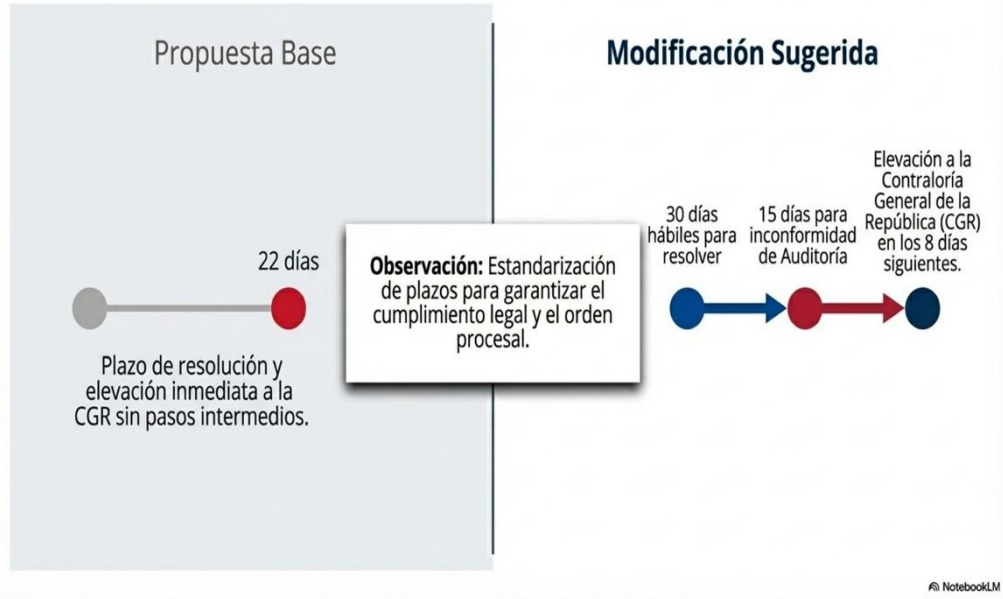 Propuesta Base
22 días
Plazo de resolución y
elevación inmediata a la
CGR sin pasos intermedios.
Observación: Estandarización
de plazos para garantizar el
cumplimiento legal y el orden
procesal.
Modificación Sugerida
30 días
hábiles para
resolver
15 días para
inconformidad
de Auditoría
Elevación a la
Contraloría
General de la
República (CGR)
en los 8 días
siguientes.
NotebookLM